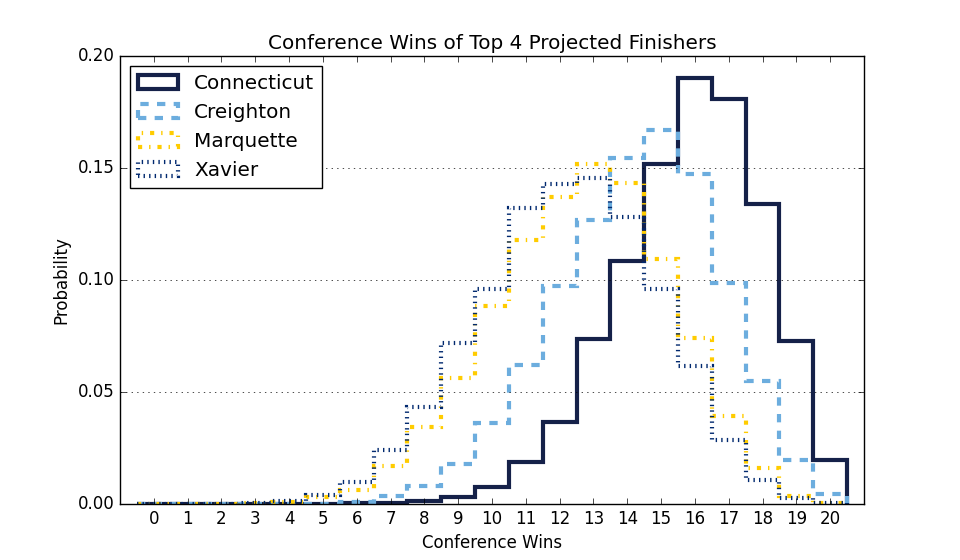 Conference Wins of Top 4 Projected Finishers
0.20
Connecticut
Creighton
Marquette
Xavier
0.15
0.10
0.05
0.00
Probability
0 1 2 3 4 5 6 7 8 9 10 11 12 13 14 15 16 17 18 19 20
Conference Wins